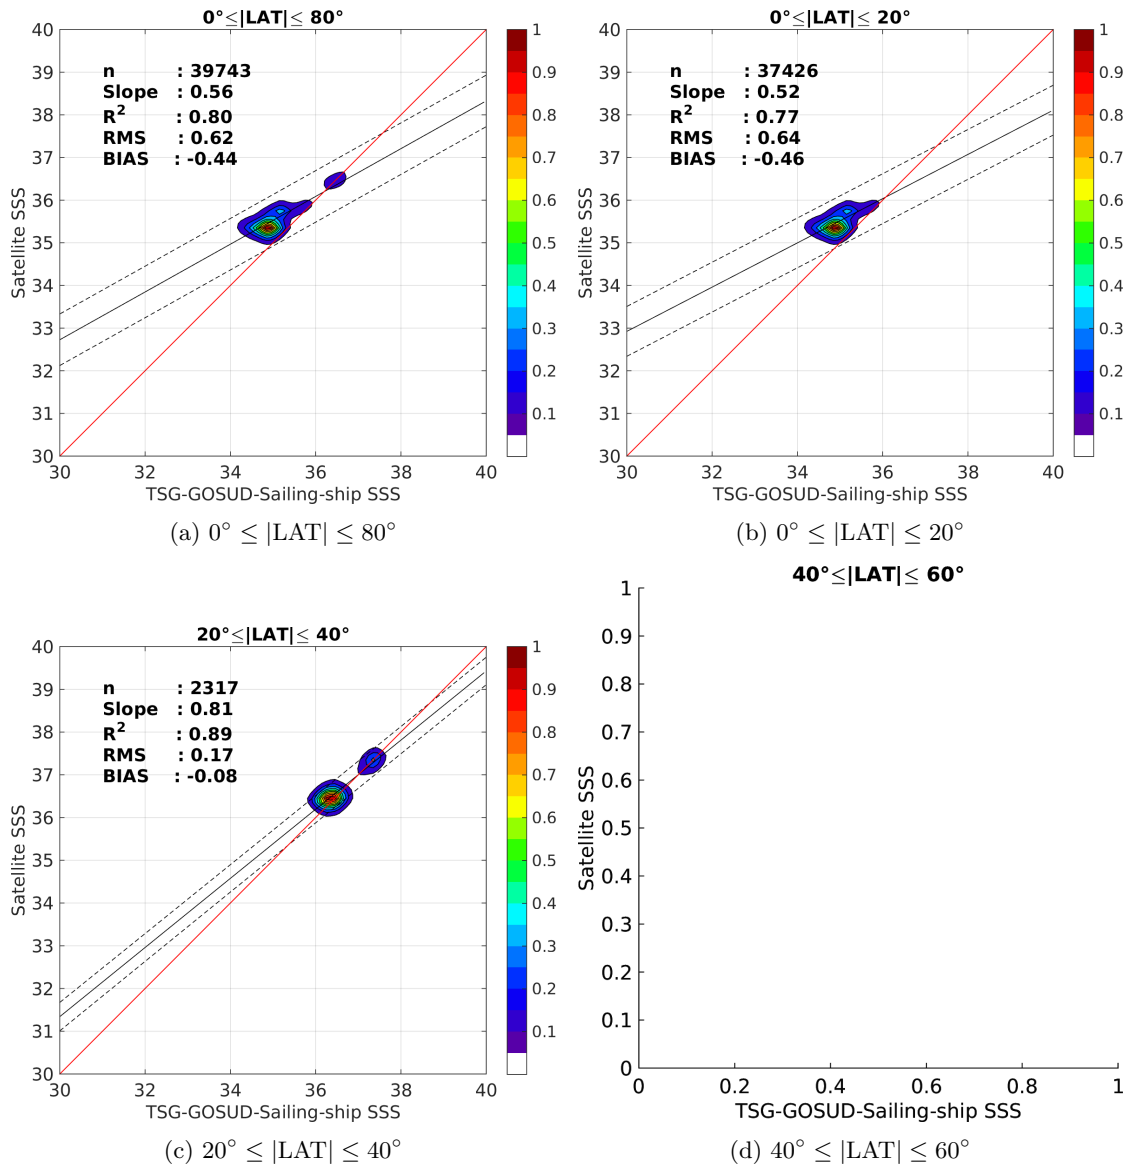 0°≤|LAT|≤ 80°
40
39
38
37
36
35
34
33
32
31
30
n : 39743
Slope : 0.56
R² : 0.80
RMS : 0.62
BIAS : -0.44
Satellite SSS
30 32 34 36 38 40
TSG-GOSUD-Sailing-ship SSS
1
0.9
0.8
0.7
0.6
0.5
0.4
0.3
0.2
0.1
(a) 0° ≤ |LAT| ≤ 80°
0°≤|LAT|≤ 20°
40
39
38
37
36
35
34
33
32
31
30
n : 37426
Slope : 0.52
R² : 0.77
RMS : 0.64
BIAS : -0.46
Satellite SSS
30 32 34 36 38 40
TSG-GOSUD-Sailing-ship SSS
1
0.9
0.8
0.7
0.6
0.5
0.4
0.3
0.2
0.1
(b) 0° ≤ |LAT| ≤ 20°
20°≤|LAT|≤ 40°
40
39
38
37
36
35
34
33
32
31
30
n : 2317
Slope : 0.81
R² : 0.89
RMS : 0.17
BIAS : -0.08
Satellite SSS
30 32 34 36 38 40
TSG-GOSUD-Sailing-ship SSS
1
0.9
0.8
0.7
0.6
0.5
0.4
0.3
0.2
0.1
(c) 20° ≤ |LAT| ≤ 40°
40°≤|LAT|≤ 60°
1
0.9
0.8
0.7
0.6
0.5
0.4
0.3
0.2
0.1
0
Satellite SSS
0 0.2 0.4 0.6 0.8 1
TSG-GOSUD-Sailing-ship SSS
(d) 40° ≤ |LAT| ≤ 60°